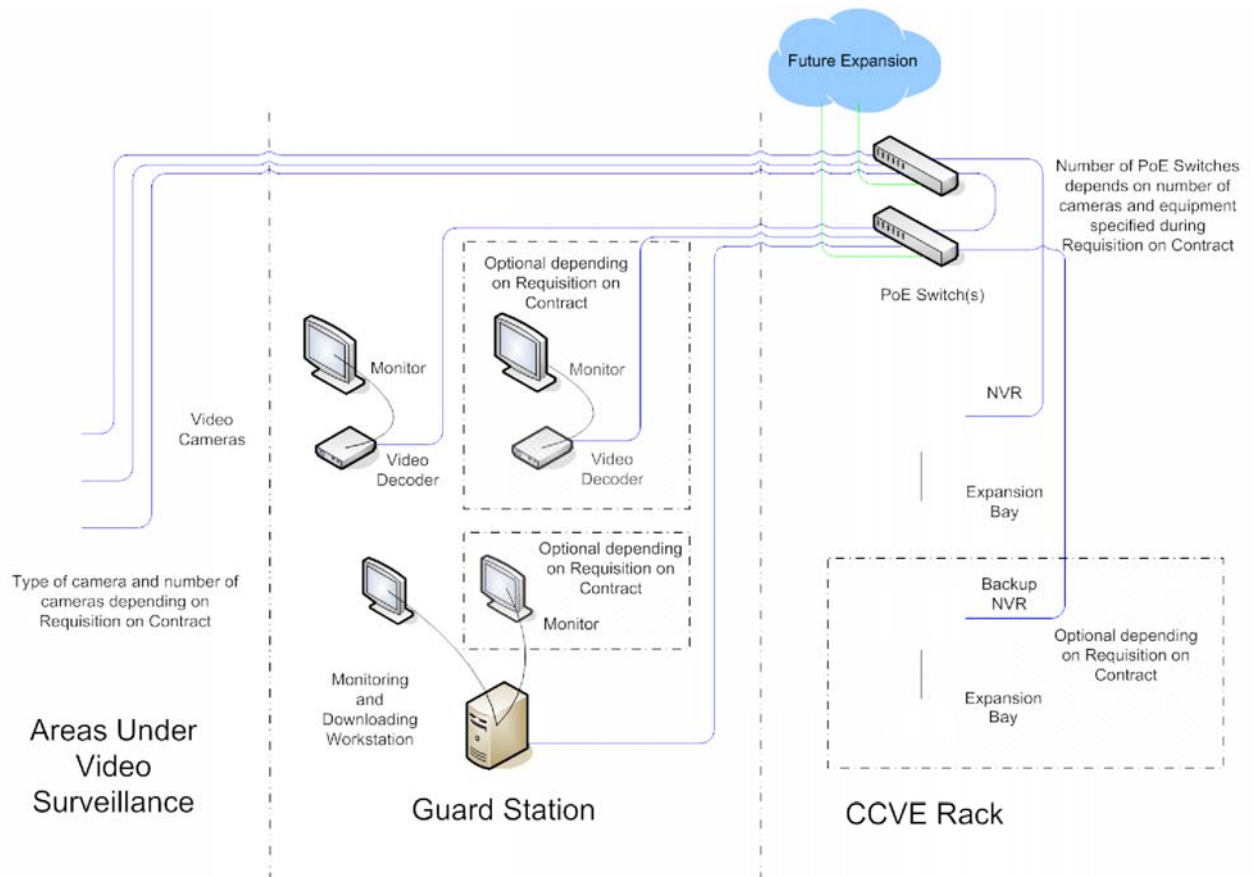 Future Expansion
Number of PoE Switches
depends on number of
cameras and equipment
specified during
Requisition on Contract
PoE Switch(s)
Optional depending
on Requisition on
Contract
Monitor
Monitor
Video
Decoder
Video
Decoder
Video
Cameras
NVR
Expansion
Bay
Type of camera and number of
cameras depending on
Requisition on Contract
Optional depending
on Requisition on
Contract
Monitor
Monitoring
and
Downloading
Workstation
Backup
NVR
Optional depending
on Requisition on
Contract
Expansion
Bay
Areas Under
Video
Surveillance
Guard Station
CCVE Rack